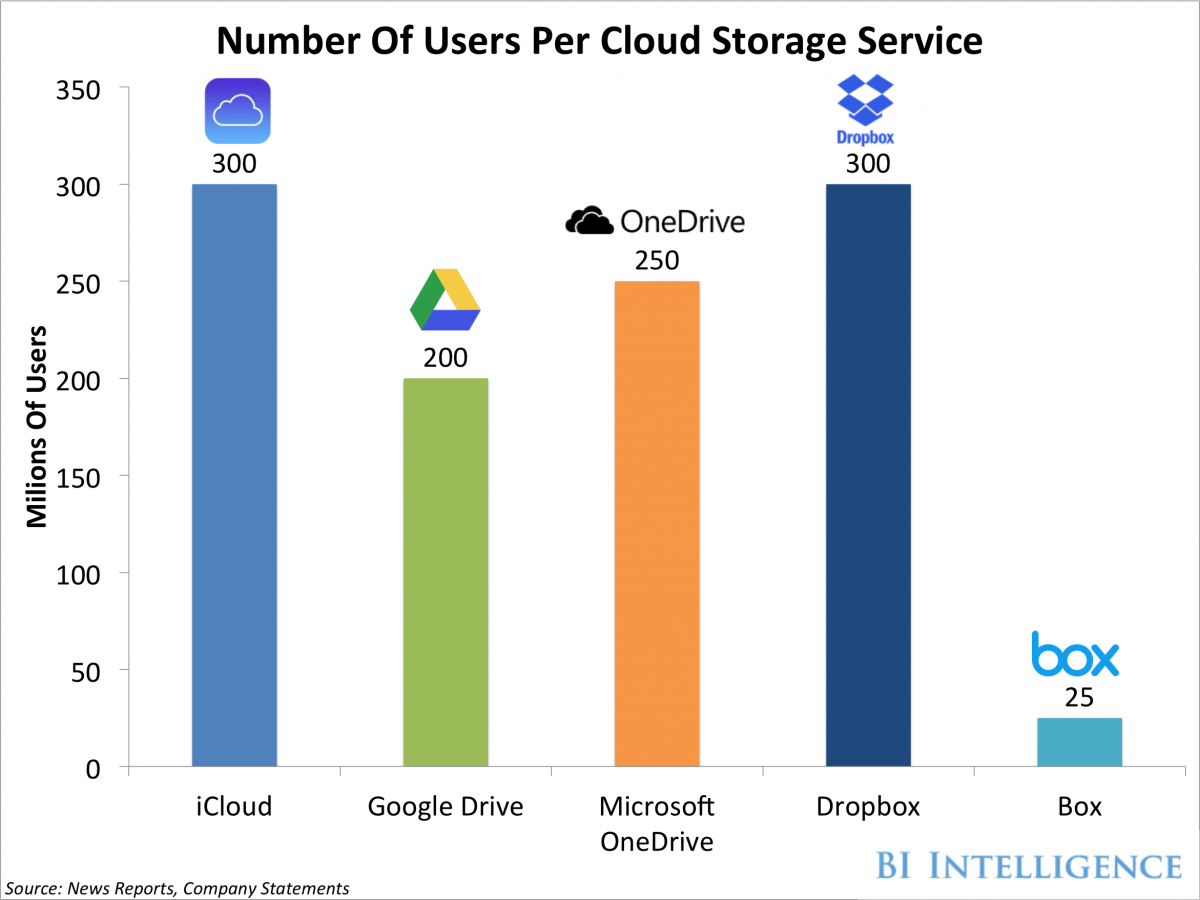 Number Of Users Per Cloud Storage Service
Milions Of Users
350
300
250
200
150
100
50
0
300
200
OneDrive
250
Dropbox
300
box
25
iCloud
Google Drive
Microsoft
OneDrive
Dropbox
Box
BI INTELLIGENCE
Source: News Reports, Company Statements